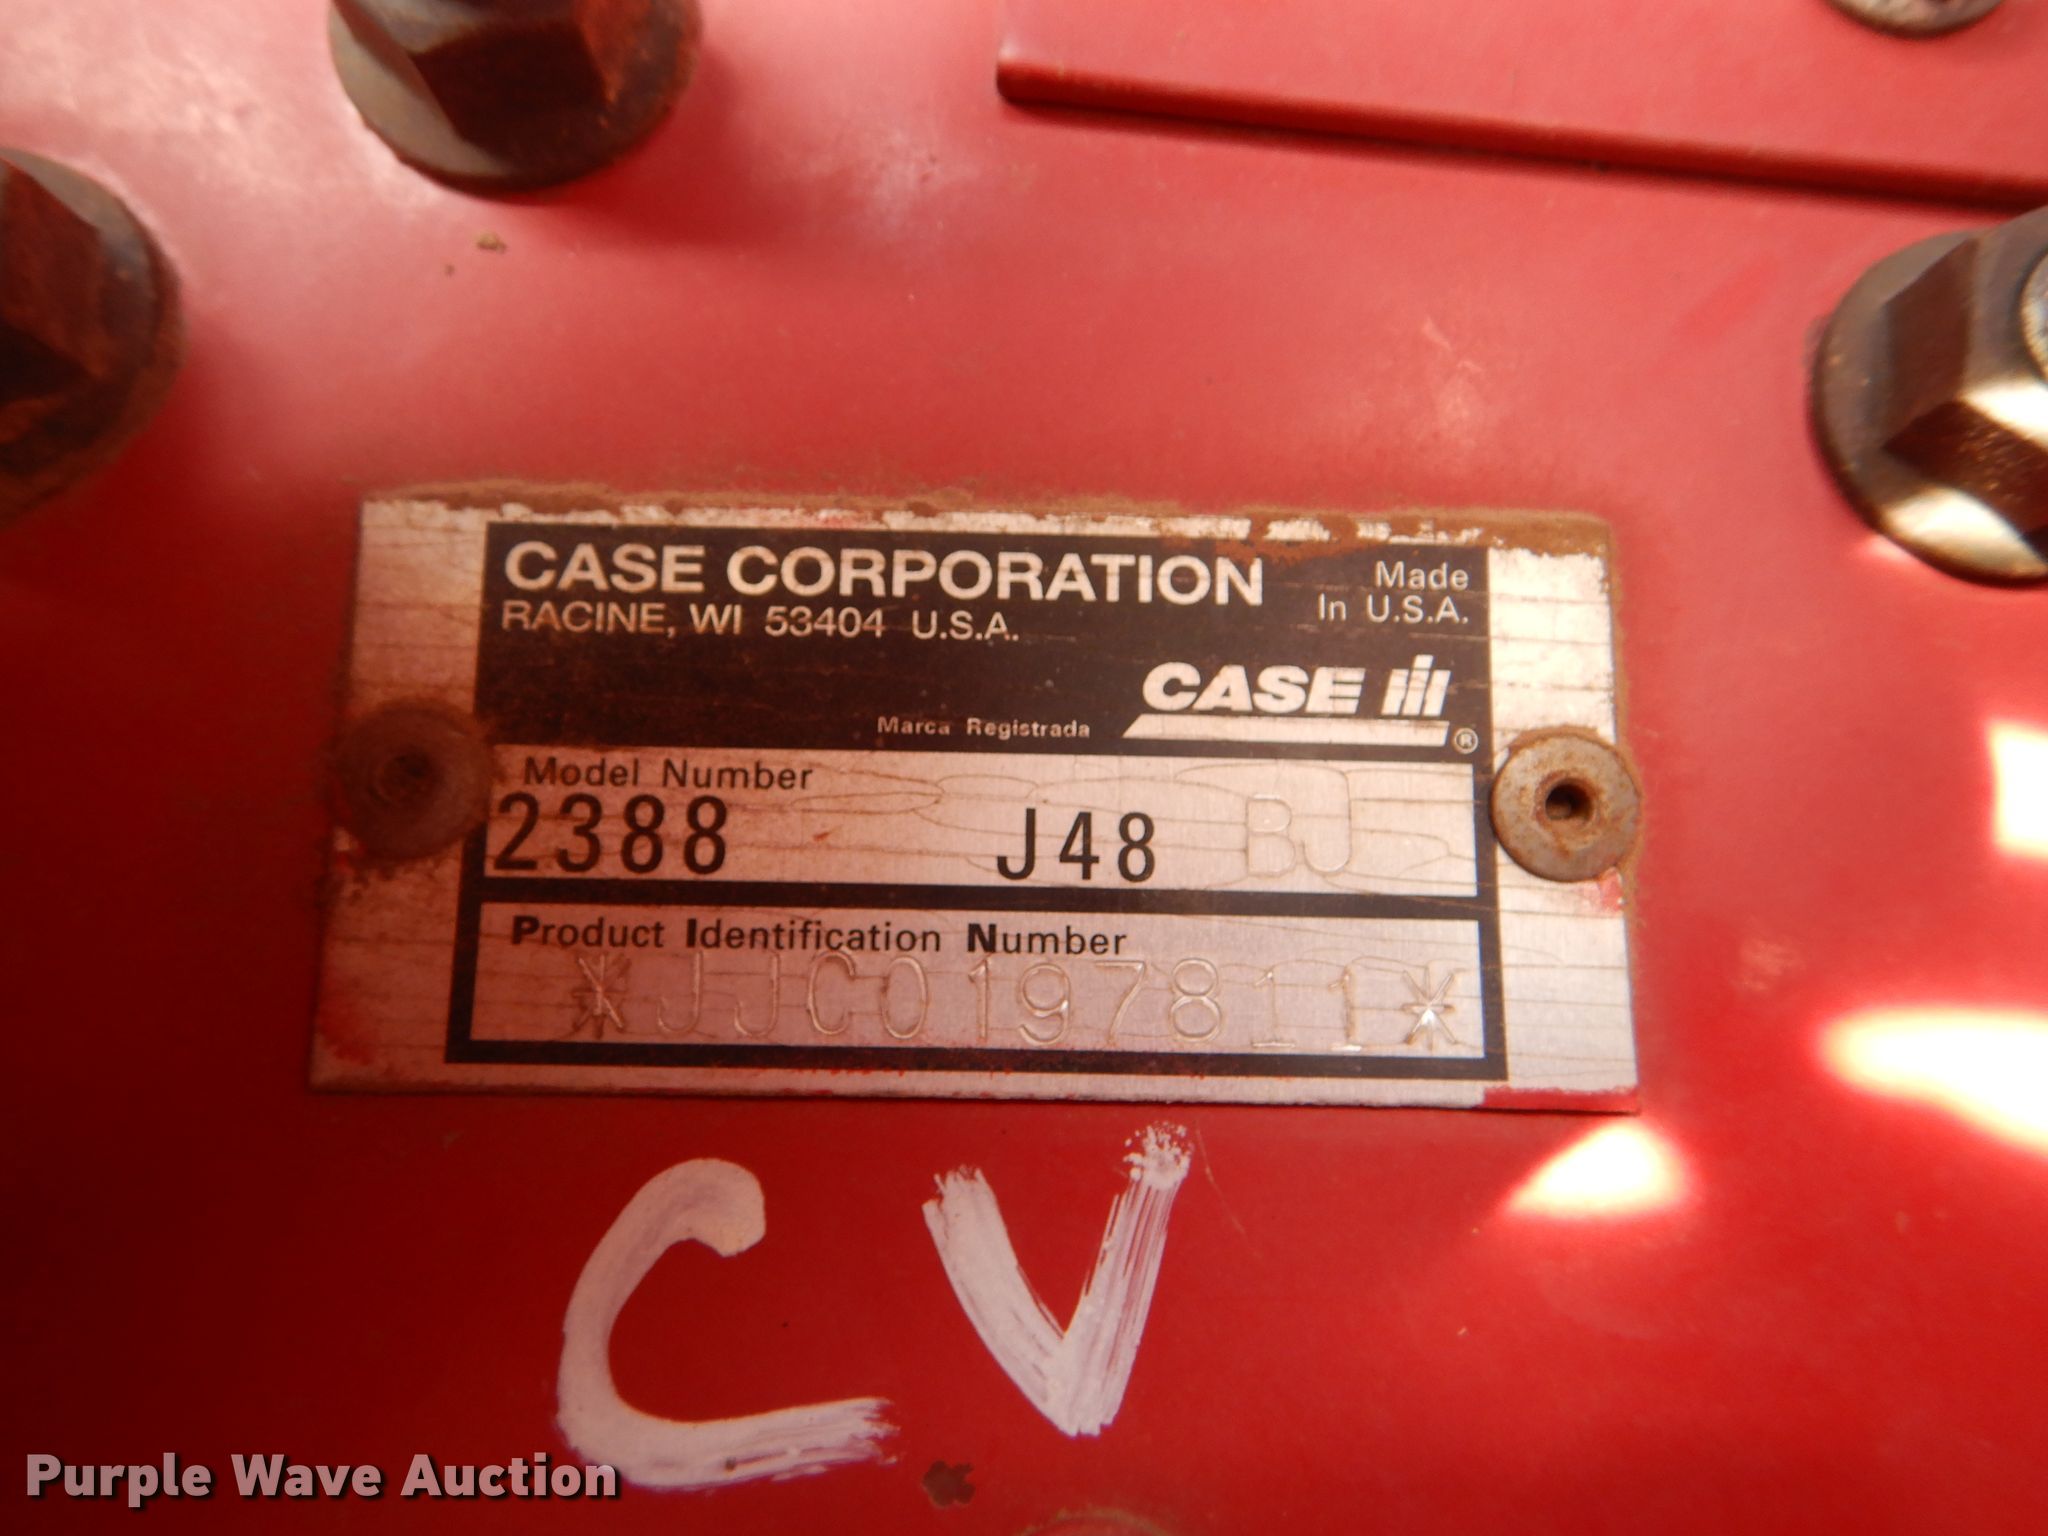 CASE CORPORATION
RACINE, WI 53404 U.S.A.
Made
In U.S.A.
CASE IH®
Marca Registrada
Model Number
2388 J48 BJ
Product Identification Number
*JJC0197811*
CV
Purple Wave Auction